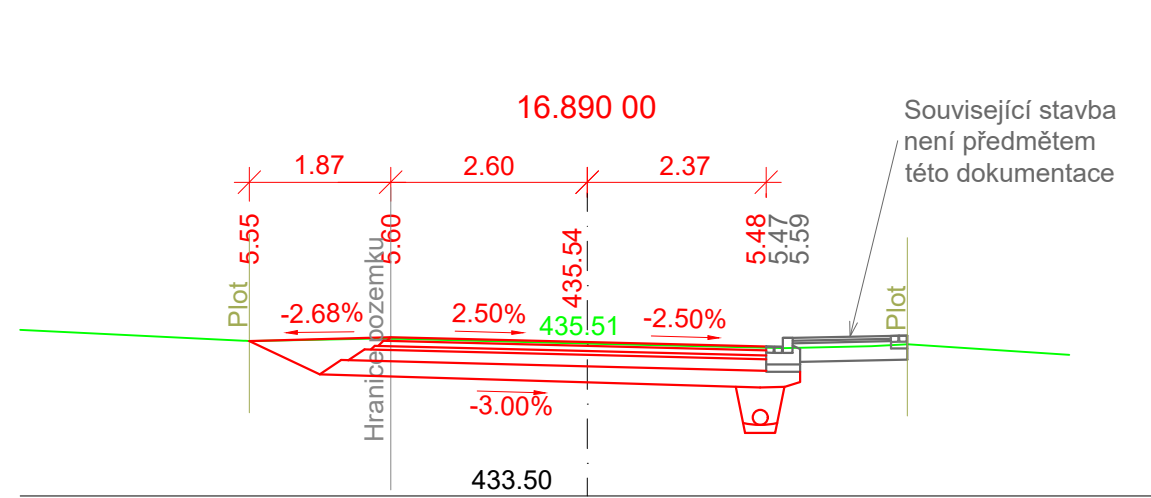 16.890 00
Související stavba
není předmětem
této dokumentace
1.87
2.60
2.37
5.55
5.60
435.54
5.48
5.47
5.59
Plot
Hranice pozemku
Plot
-2.68%
2.50%
435.51
-2.50%
-3.00%
433.50